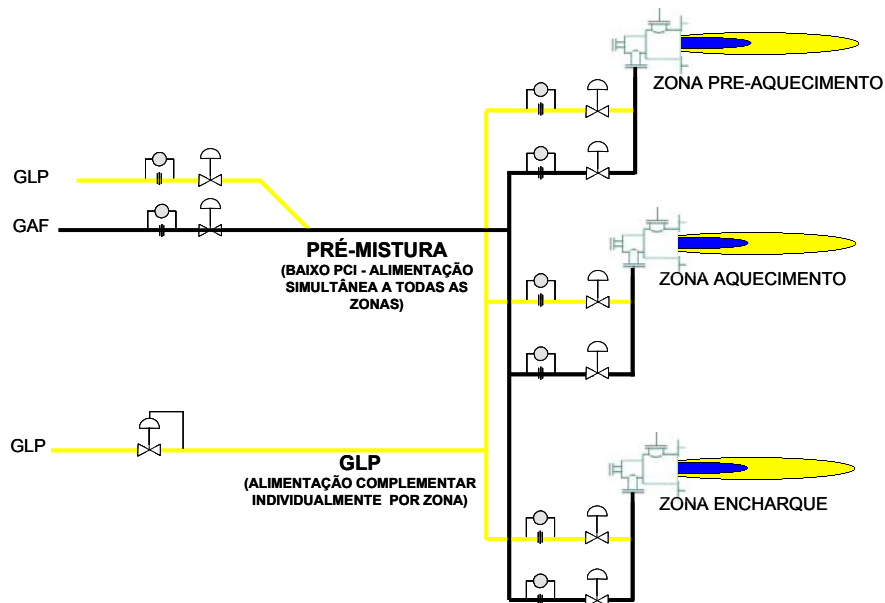 ZONA PRE-AQUECIMENTO
GLP
GAF
PRÉ-MISTURA
(BAIXO PCI - ALIMENTAÇÃO
SIMULTÂNEA A TODAS AS
ZONAS)
ZONA AQUECIMENTO
GLP
GLP
(ALIMENTAÇÃO COMPLEMENTAR
INDIVIDUALMENTE POR ZONA)
ZONA ENCHARQUE